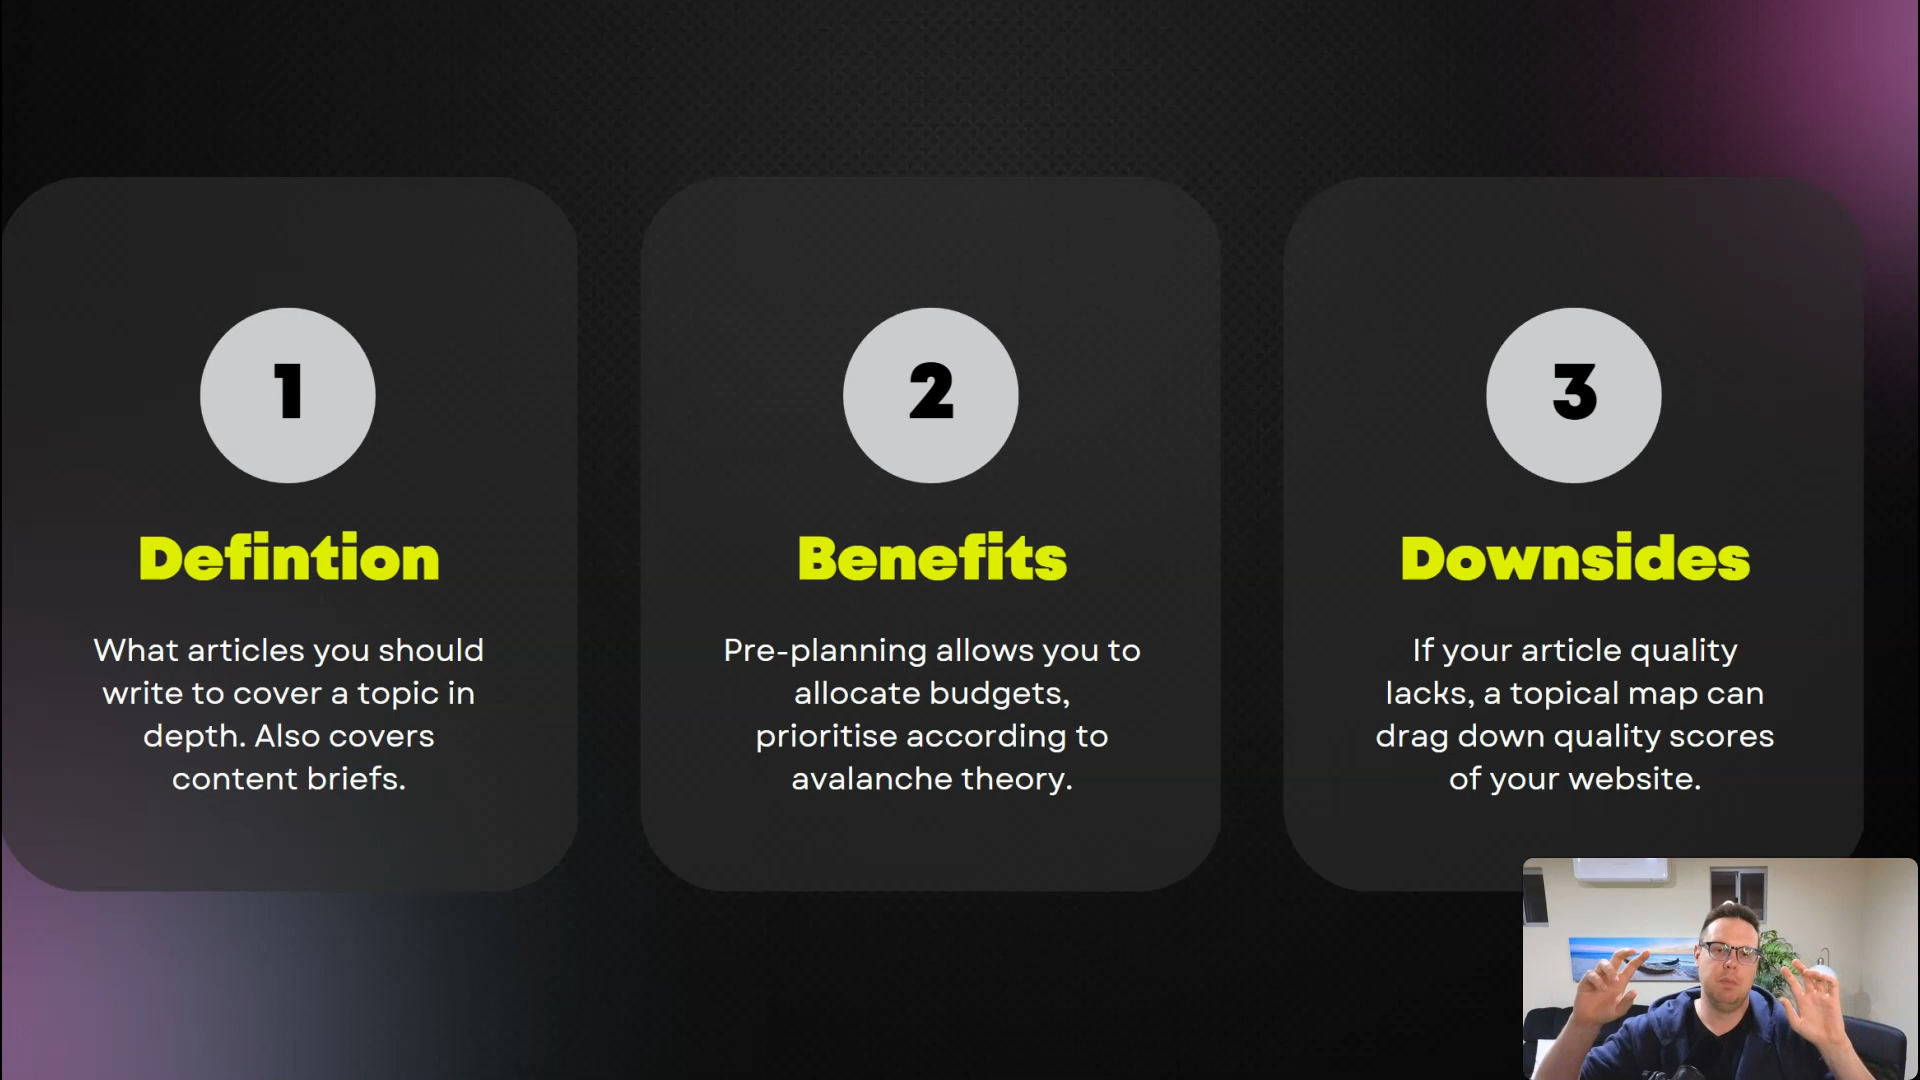 1
Defintion
What articles you should
write to cover a topic in
depth. Also covers
content briefs.
2
Benefits
Pre-planning allows you to
allocate budgets,
prioritise according to
avalanche theory.
3
Downsides
If your article quality
lacks, a topical map can
drag down quality scores
of your website.